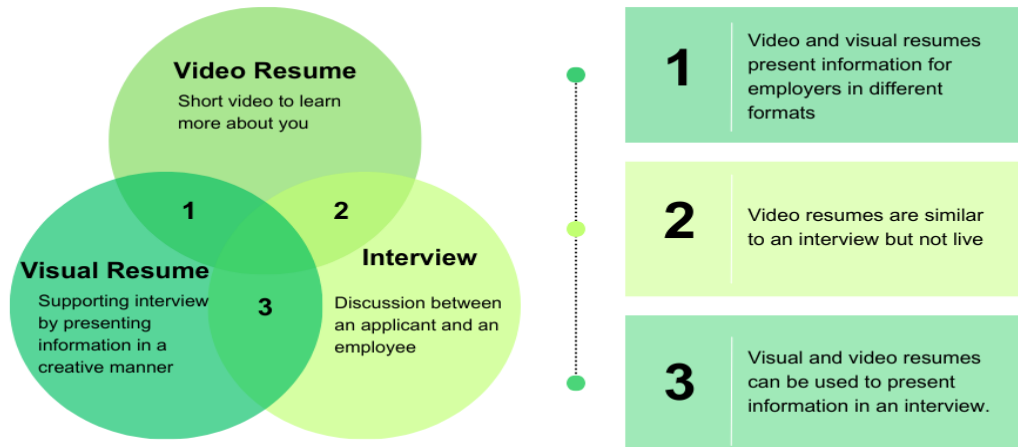 Video Resume
Short video to learn
more about you
1
2
Interview
Visual Resume
Supporting interview
by presenting
information in a
creative manner
3
Discussion between
an applicant and an
employee
1
Video and visual resumes
present information for
employers in different
formats
2
Video resumes are similar
to an interview but not live
3
Visual and video resumes
can be used to present
information in an interview.